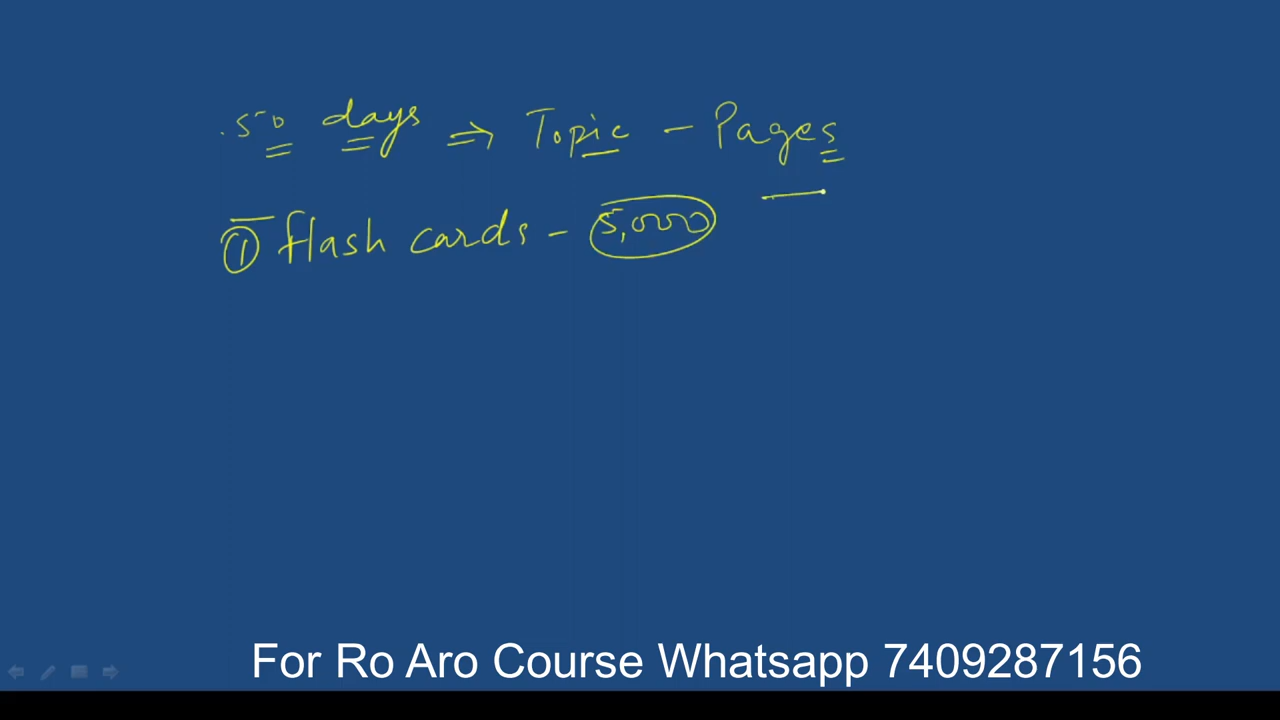 50 days ⇒ Topic - Pages
① flash cards - 5,000
For Ro Aro Course Whatsapp 7409287156